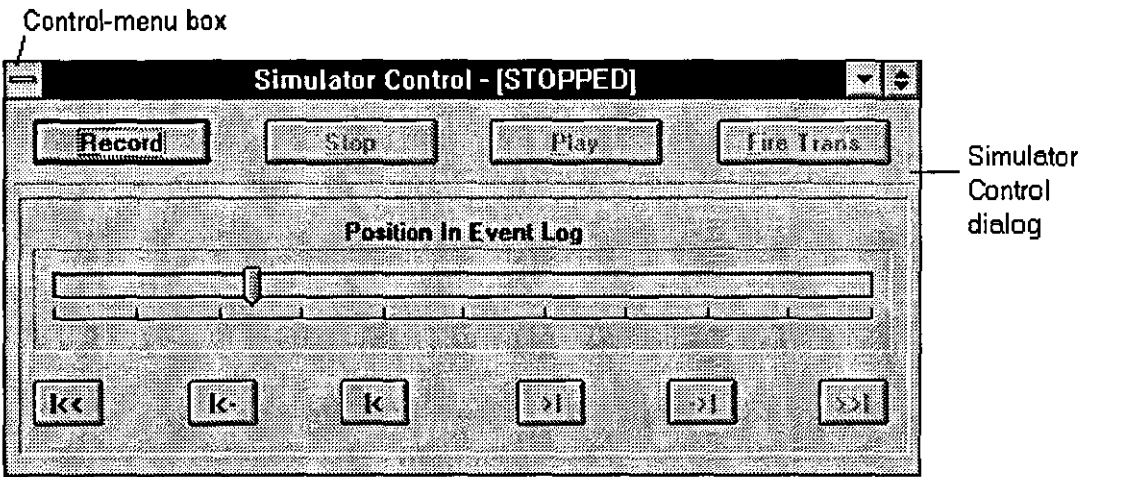 Control-menu box
Simulator Control - [STOPPED]
Record Stop Play Fire Trans
Simulator
Control
dialog
Position In Event Log
|<< |<- |< >| ->| >>|